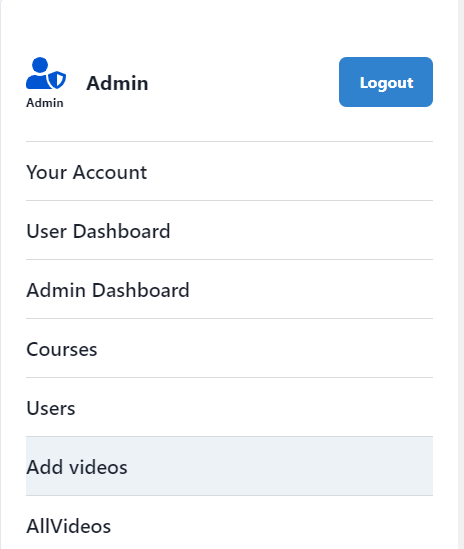 Admin
Admin
Logout
Your Account
User Dashboard
Admin Dashboard
Courses
Users
Add videos
AllVideos